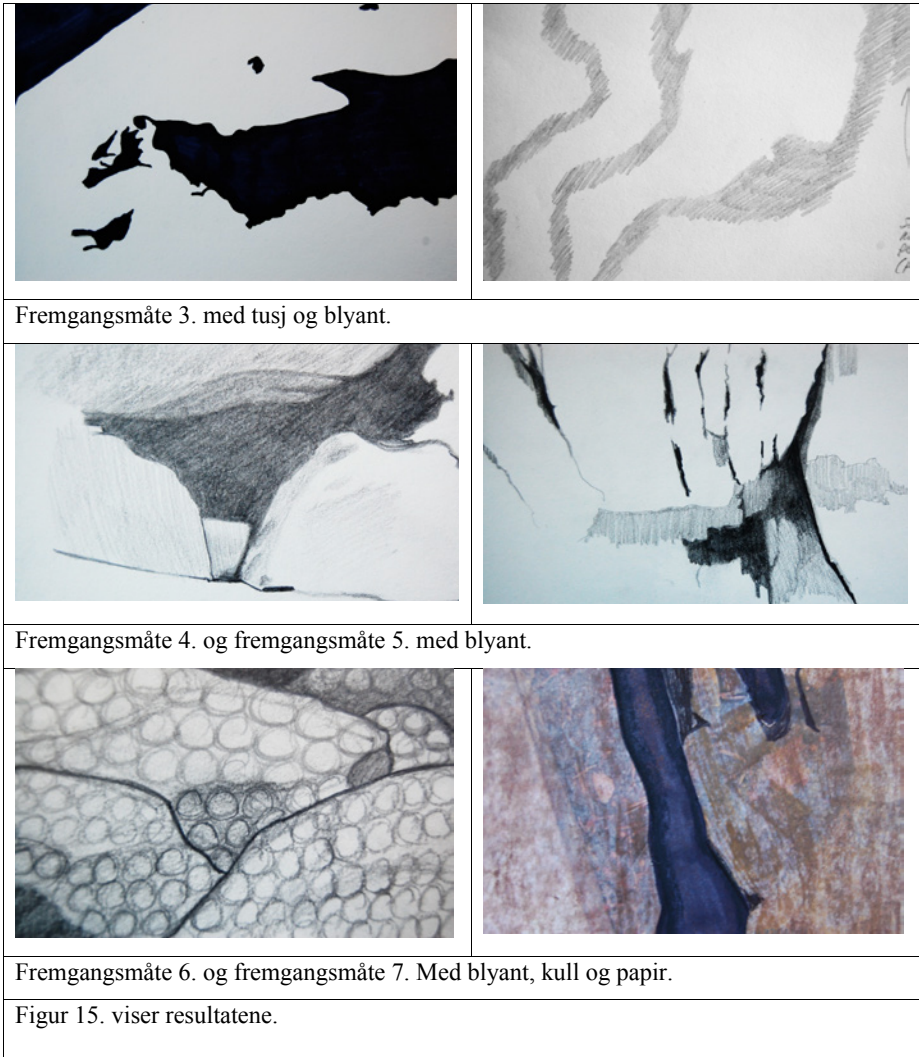 Fremgangsmåte 3. med tusj og blyant.
Fremgangsmåte 4. og fremgangsmåte 5. med blyant.
Fremgangsmåte 6. og fremgangsmåte 7. Med blyant, kull og papir.
Figur 15. viser resultatene.